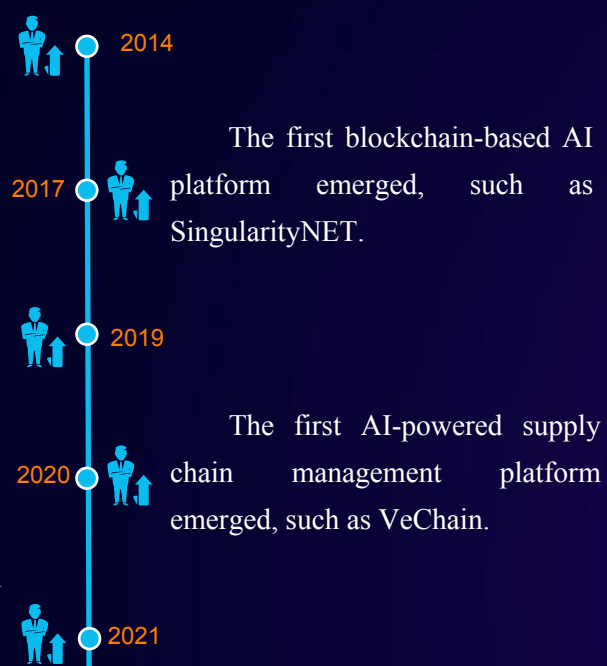 2014
The first blockchain-based AI
2017 platform emerged, such as
SingularityNET.
2019
The first AI-powered supply
2020 chain management platform
emerged, such as VeChain.
2021